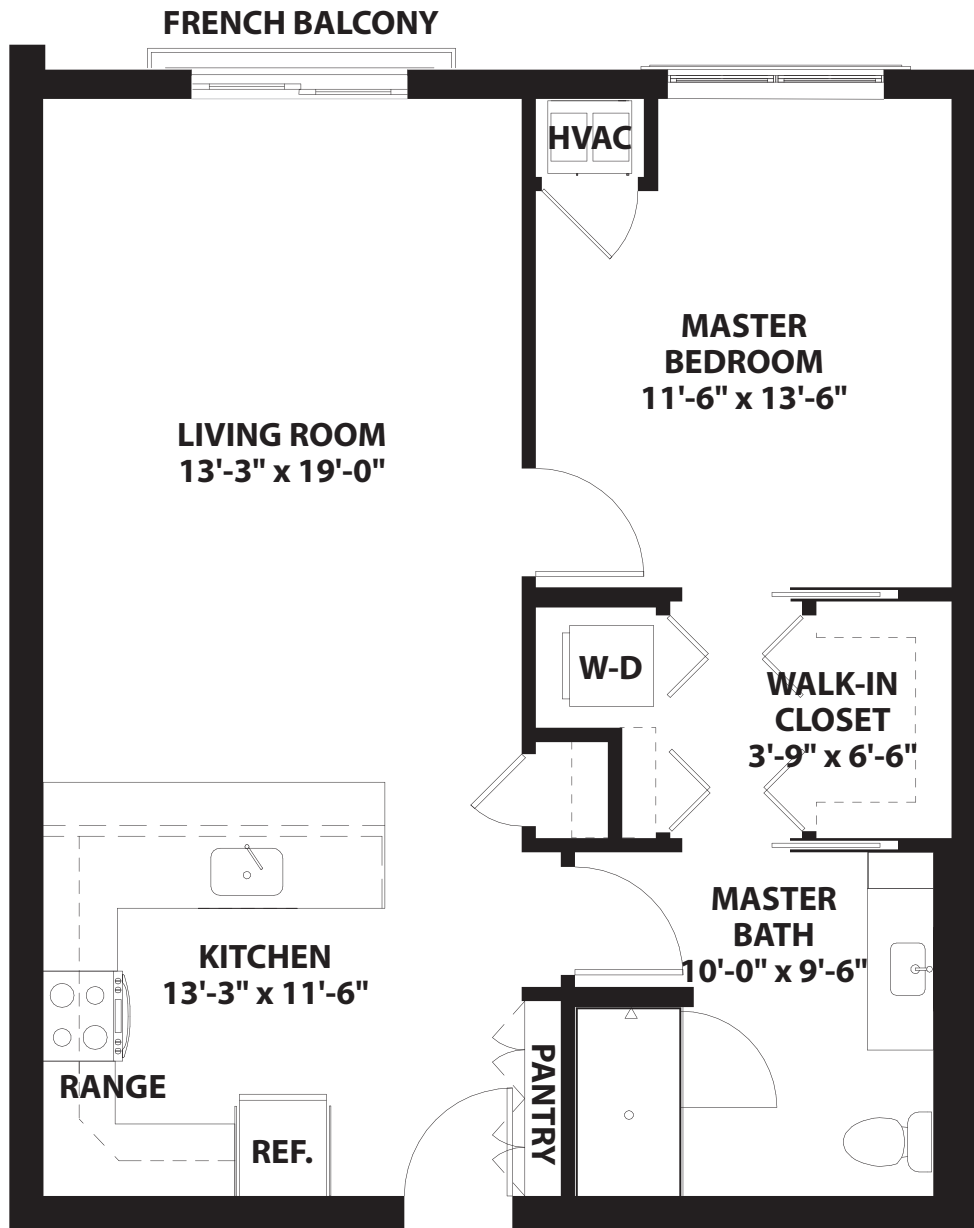 FRENCH BALCONY
HVAC
MASTER
BEDROOM
11'-6" x 13'-6"
LIVING ROOM
13'-3" x 19'-0"
W-D
WALK-IN
CLOSET
3'-9" x 6'-6"
MASTER
BATH
10'-0" x 9'-6"
KITCHEN
13'-3" x 11'-6"
RANGE
PANTRY
REF.